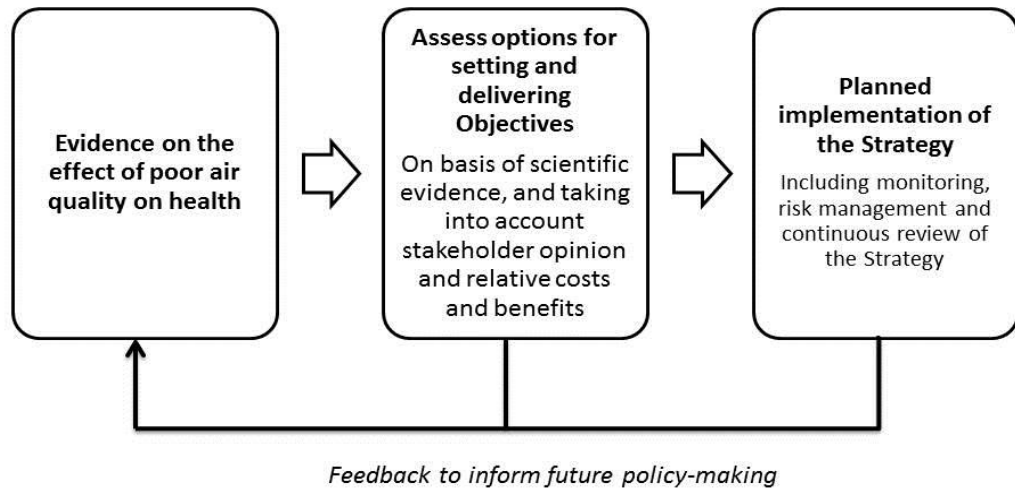 Evidence on the
effect of poor air
quality on health
Assess options for
setting and
delivering
Objectives
On basis of scientific
evidence, and taking
into account
stakeholder opinion
and relative costs
and benefits
Planned
implementation of
the Strategy
Including monitoring,
risk management and
continuous review of
the Strategy
Feedback to inform future policy-making